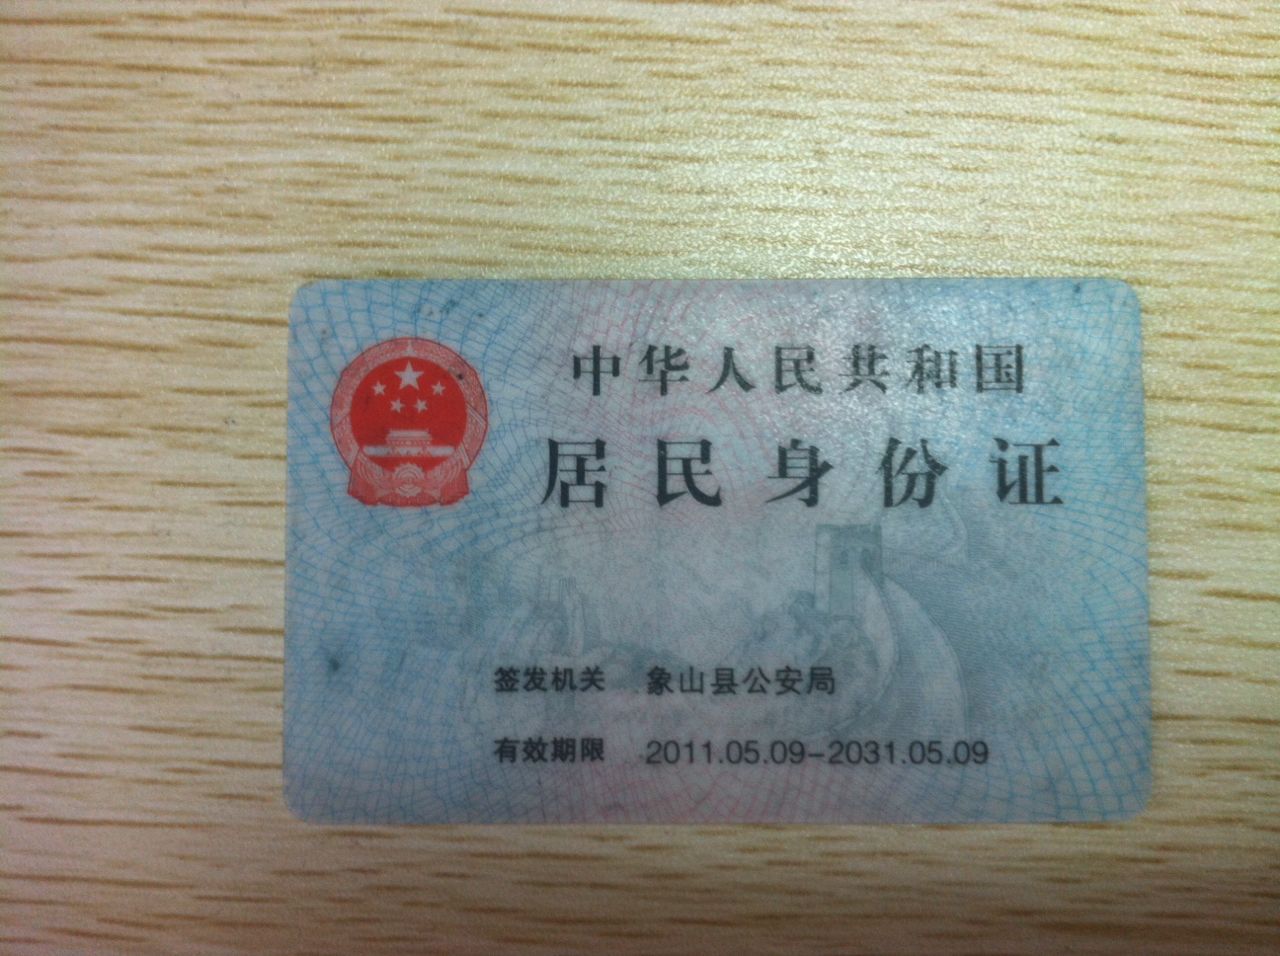 中华人民共和国
居民身份证
签发机关 象山县公安局
有效期限 2011.05.09-2031.05.09